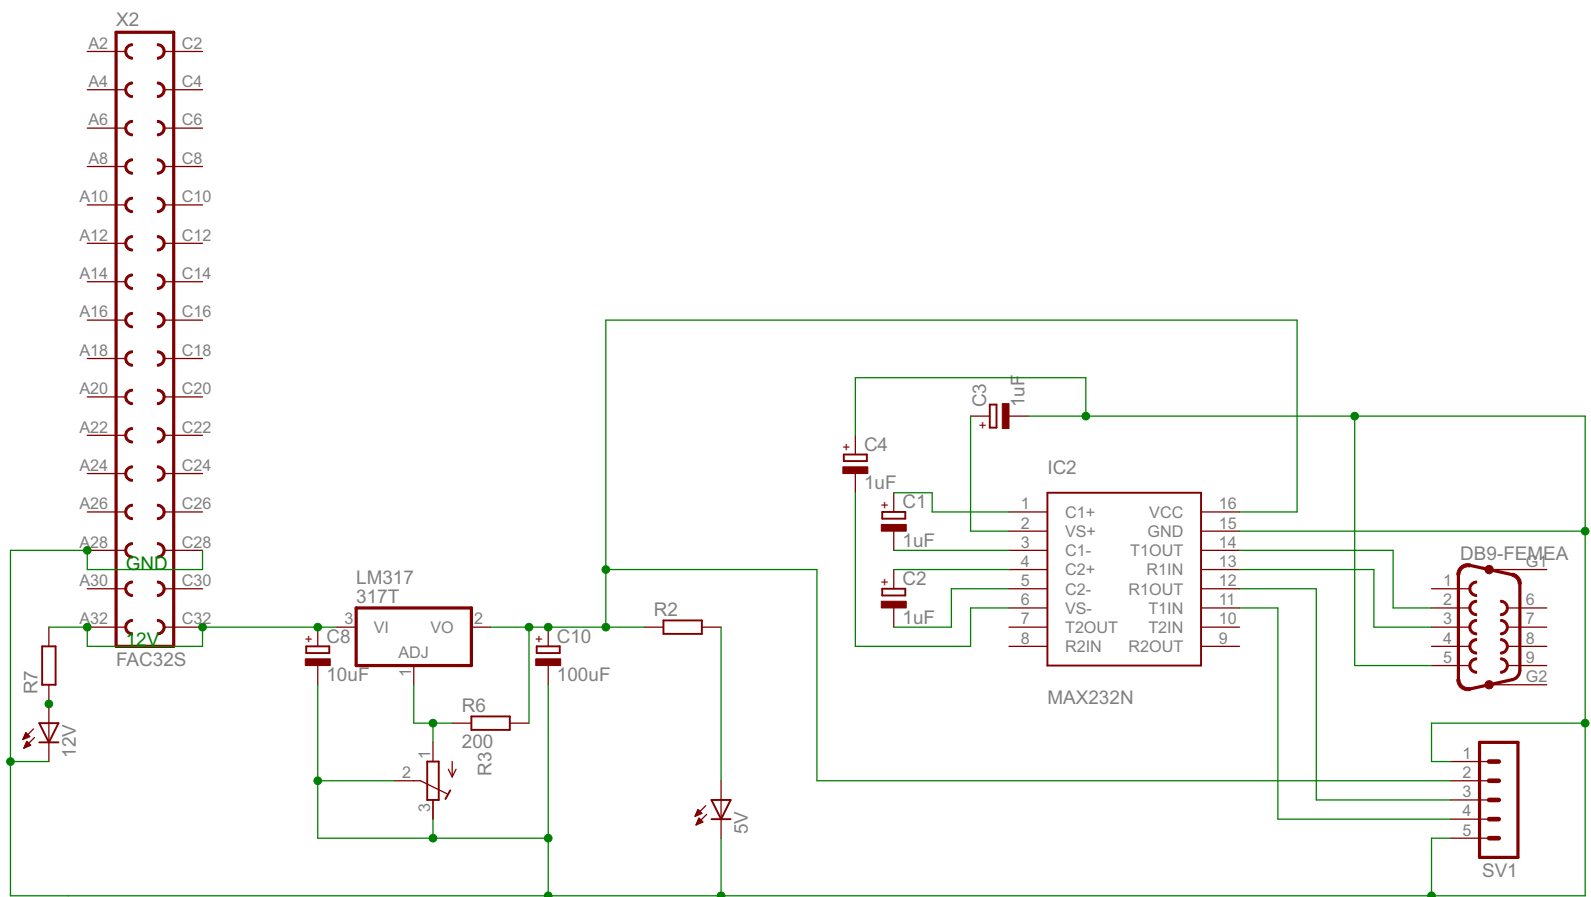 X2
A2 C2
A4 C4
A6 C6
A8 C8
A10 C10
A12 C12
A14 C14
A16 C16
A18 C18
A20 C20
A22 C22
A24 C24
A26 C26
A28 C28
GND
A30 C30
A32 C32
12V
FAC32S
R7
12V
LM317
317T
3 VI VO 2
ADJ
1
+
C8
10uF
+
C10
100uF
R6
200
R3
1
2
3
R2
5V
C3
1uF
+
+
C4
1uF
+
C1
1uF
+
C2
1uF
IC2
1 C1+ VCC 16
2 VS+ GND 15
3 C1- T1OUT 14
4 C2+ R1IN 13
5 C2- R1OUT 12
6 VS- T1IN 11
7 T2OUT T2IN 10
8 R2IN R2OUT 9
MAX232N
DB9-FEMEA
G1
1
2 6
3 7
4 8
5 9
G2
1
2
3
4
5
SV1